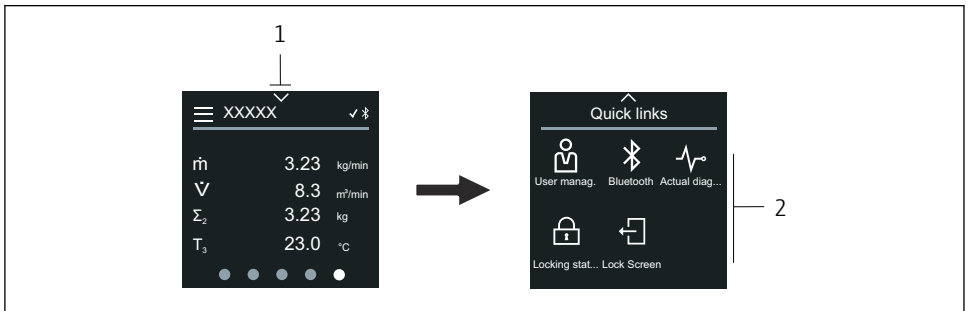 1
XXXXX
ṁ 3.23 kg/min
V̇ 8.3 m³/min
Σ₂ 3.23 kg
T₃ 23.0 °C
Quick links
User manag. Bluetooth Actual diag...
Locking stat... Lock Screen
2